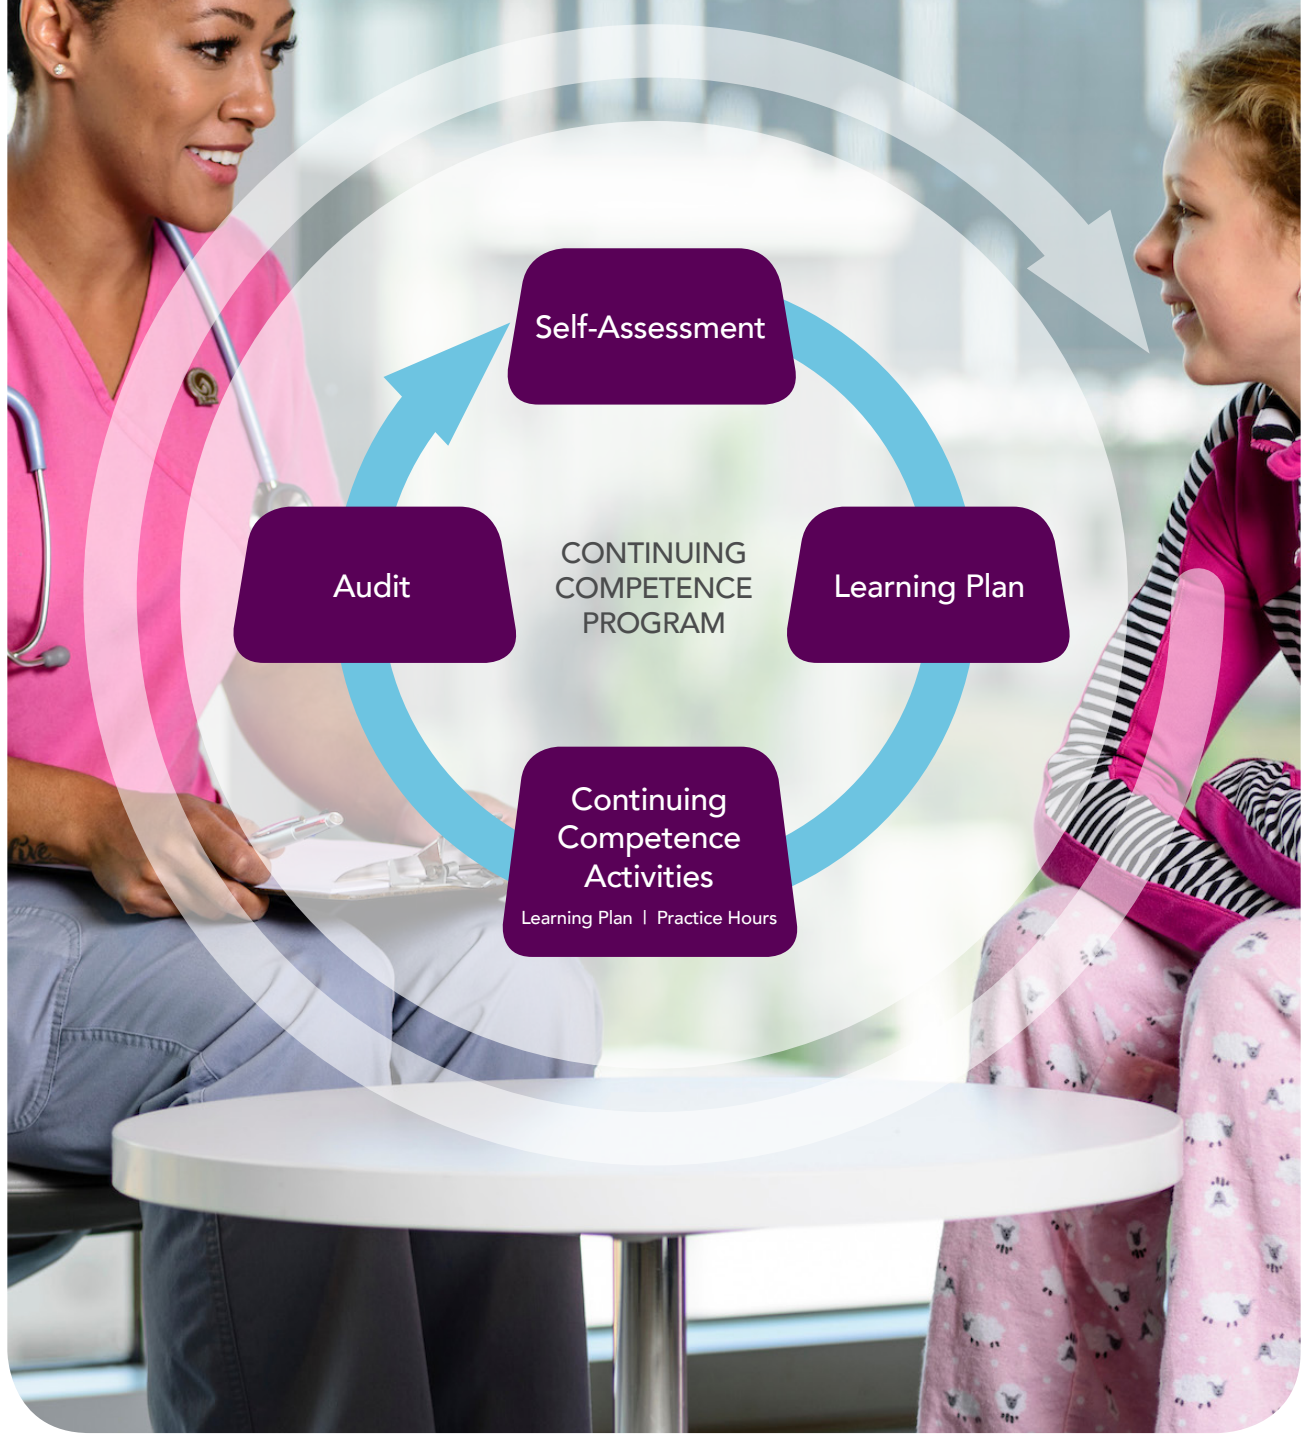 Self-Assessment
Audit
CONTINUING
COMPETENCE
PROGRAM
Learning Plan
Continuing
Competence
Activities
Learning Plan | Practice Hours